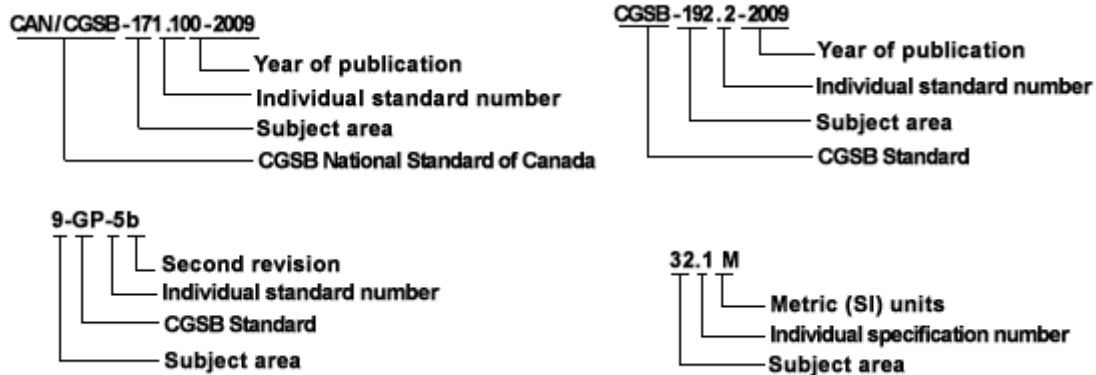 CAN/CGSB-171.100-2009
Year of publication
Individual standard number
Subject area
CGSB National Standard of Canada
CGSB-192.2-2009
Year of publication
Individual standard number
Subject area
CGSB Standard
9-GP-5b
Second revision
Individual standard number
CGSB Standard
Subject area
32.1 M
Metric (SI) units
Individual specification number
Subject area